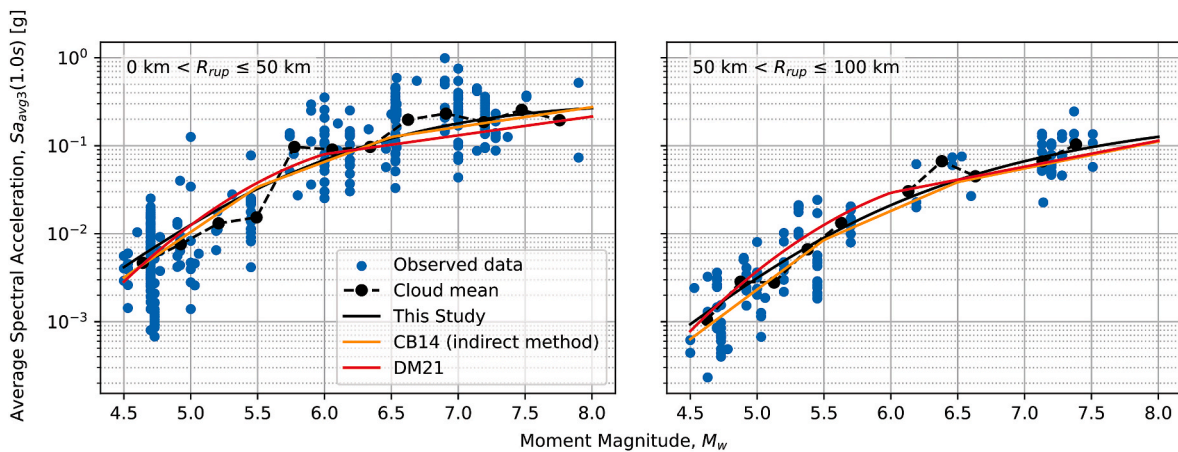 Average Spectral Acceleration, Sa_avg3(1.0s) [g]
10^0
10^-1
10^-2
10^-3
0 km < R_rup ≤ 50 km
50 km < R_rup ≤ 100 km
Observed data
Cloud mean
This Study
CB14 (indirect method)
DM21
4.5 5.0 5.5 6.0 6.5 7.0 7.5 8.0
4.5 5.0 5.5 6.0 6.5 7.0 7.5 8.0
Moment Magnitude, M_w